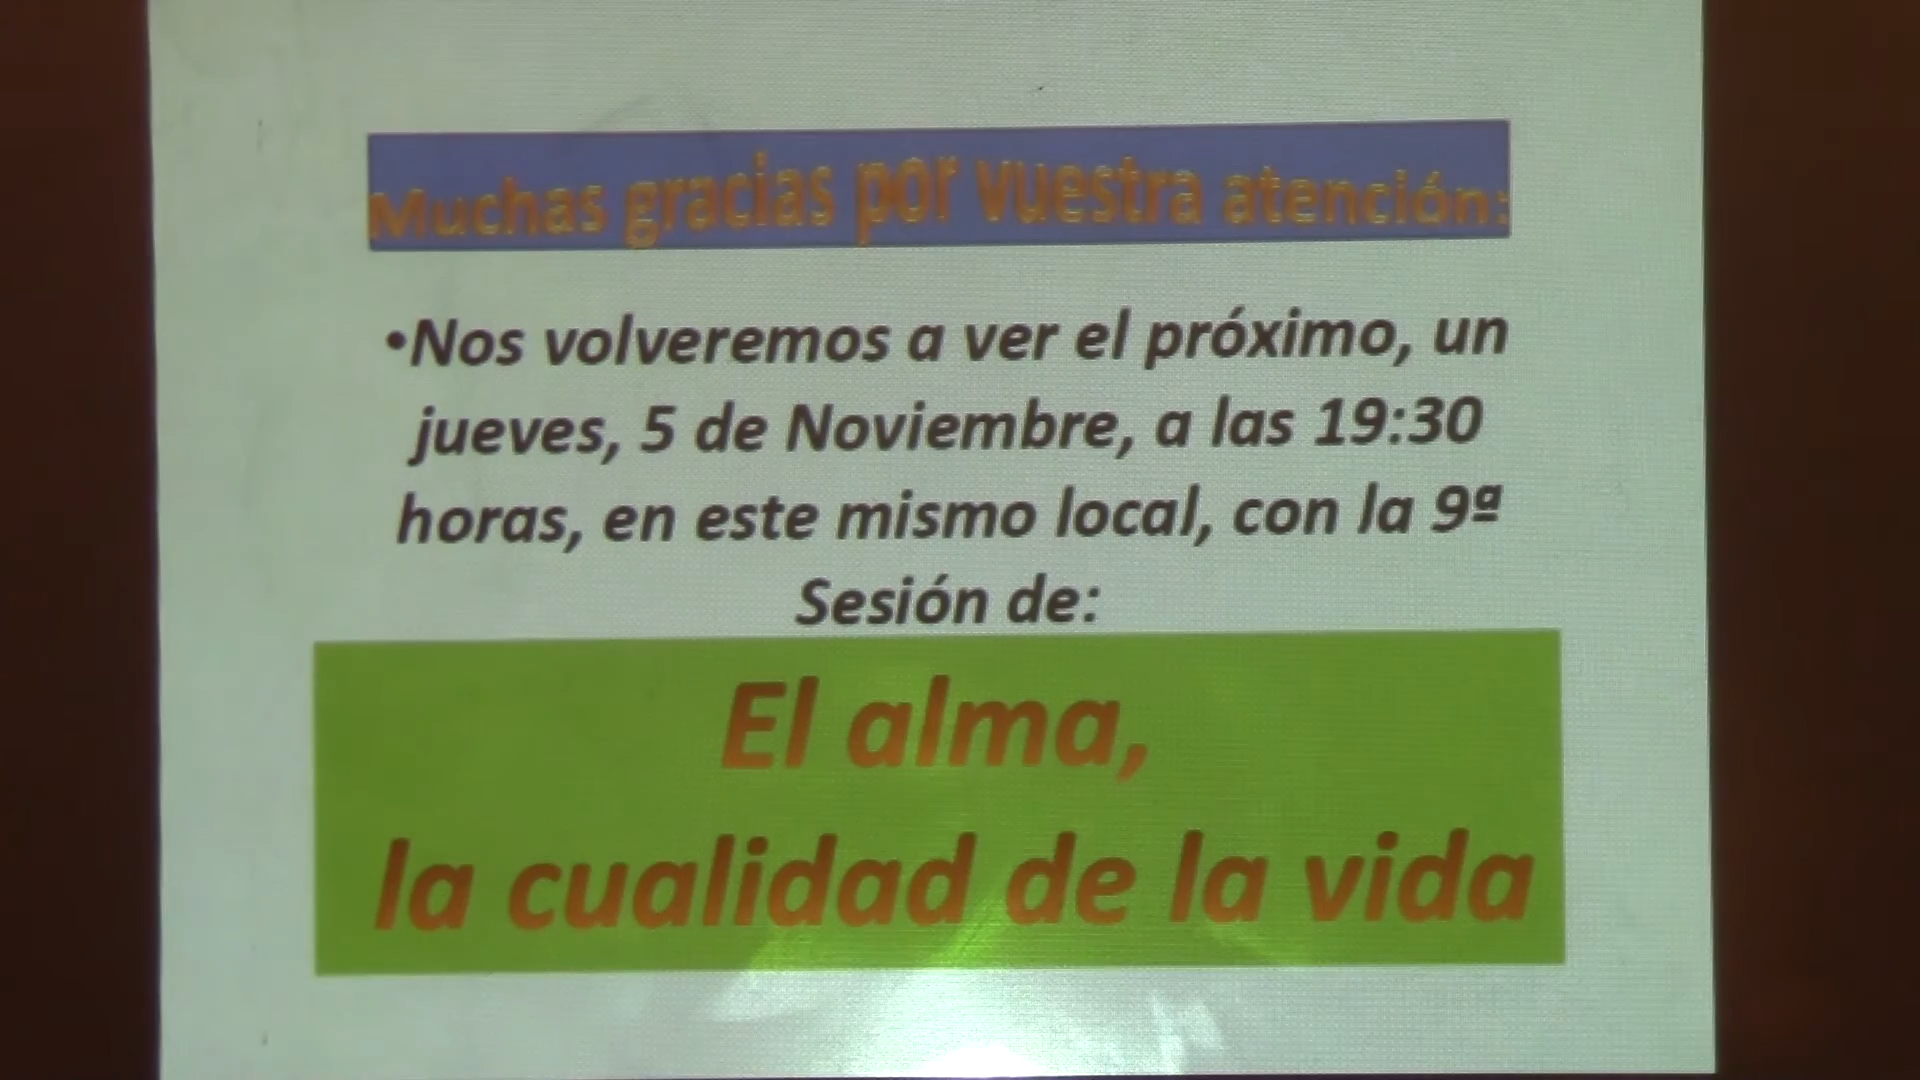 Muchas gracias por vuestra atención:
•Nos volveremos a ver el próximo, un
jueves, 5 de Noviembre, a las 19:30
horas, en este mismo local, con la 9ª
Sesión de:
El alma,
la cualidad de la vida